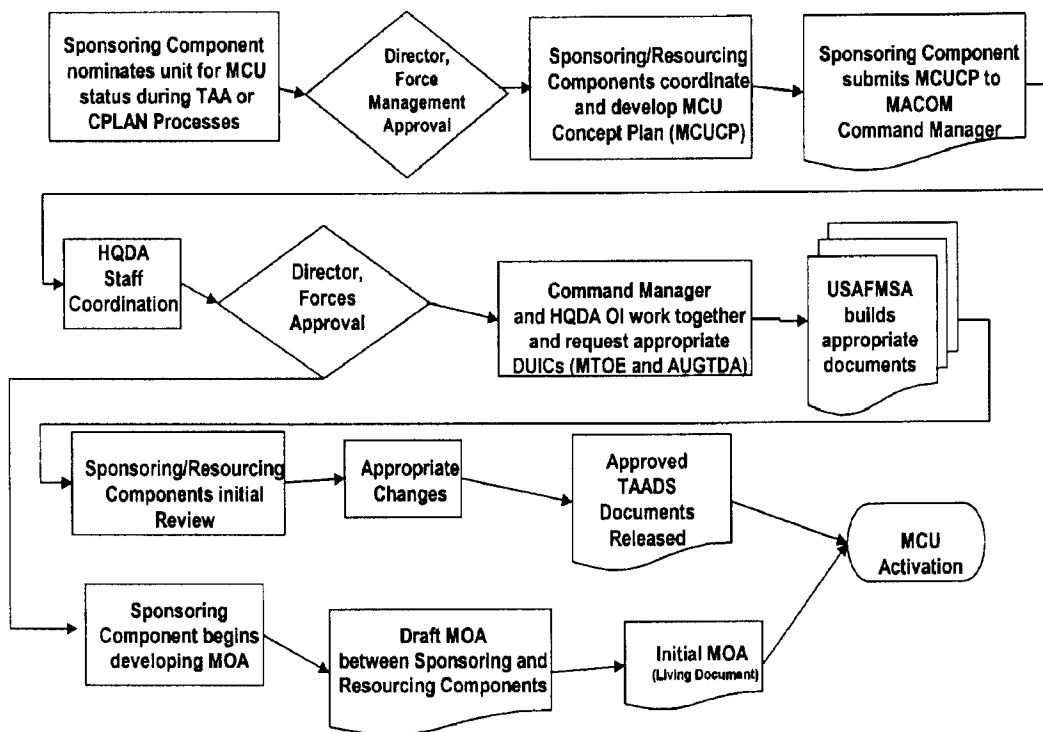 Sponsoring Component
nominates unit for MCU
status during TAA or
CPLAN Processes
Director,
Force
Management
Approval
Sponsoring/Resourcing
Components coordinate
and develop MCU
Concept Plan (MCUCP)
Sponsoring Component
submits MCUCP to
MACOM
Command Manager
HQDA
Staff
Coordination
Director,
Forces
Approval
Command Manager
and HQDA OI work together
and request appropriate
DUICs (MTOE and AUGTDA)
USAFMSA
builds
appropriate
documents
Sponsoring/Resourcing
Components initial
Review
Appropriate
Changes
Approved
TAADS
Documents
Released
MCU
Activation
Sponsoring
Component begins
developing MOA
Draft MOA
between Sponsoring and
Resourcing Components
Initial MOA
(Living Document)